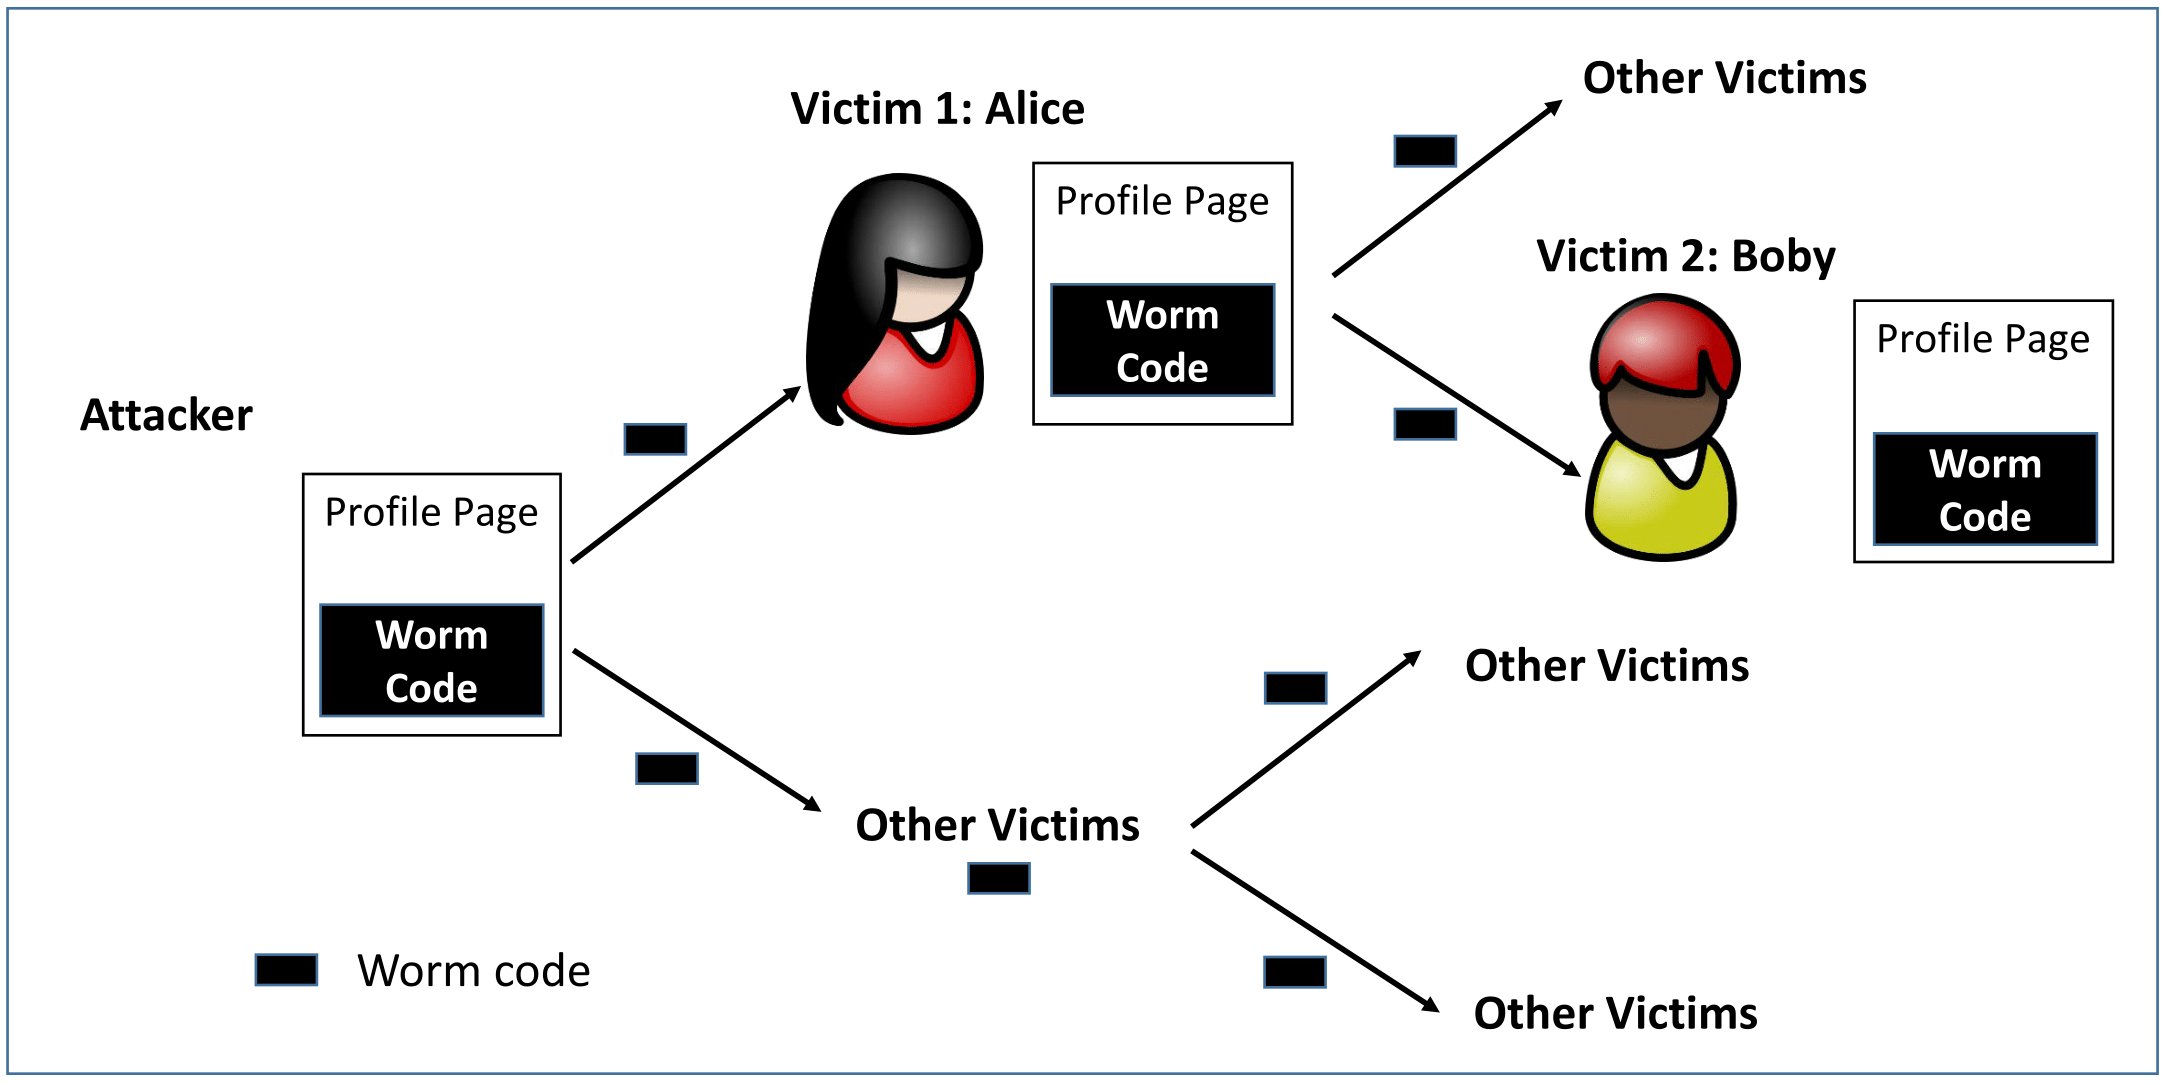 Other Victims
Victim 1: Alice
Profile Page
Worm
Code
Victim 2: Boby
Profile Page
Worm
Code
Attacker
Profile Page
Worm
Code
Other Victims
Other Victims
Worm code
Other Victims